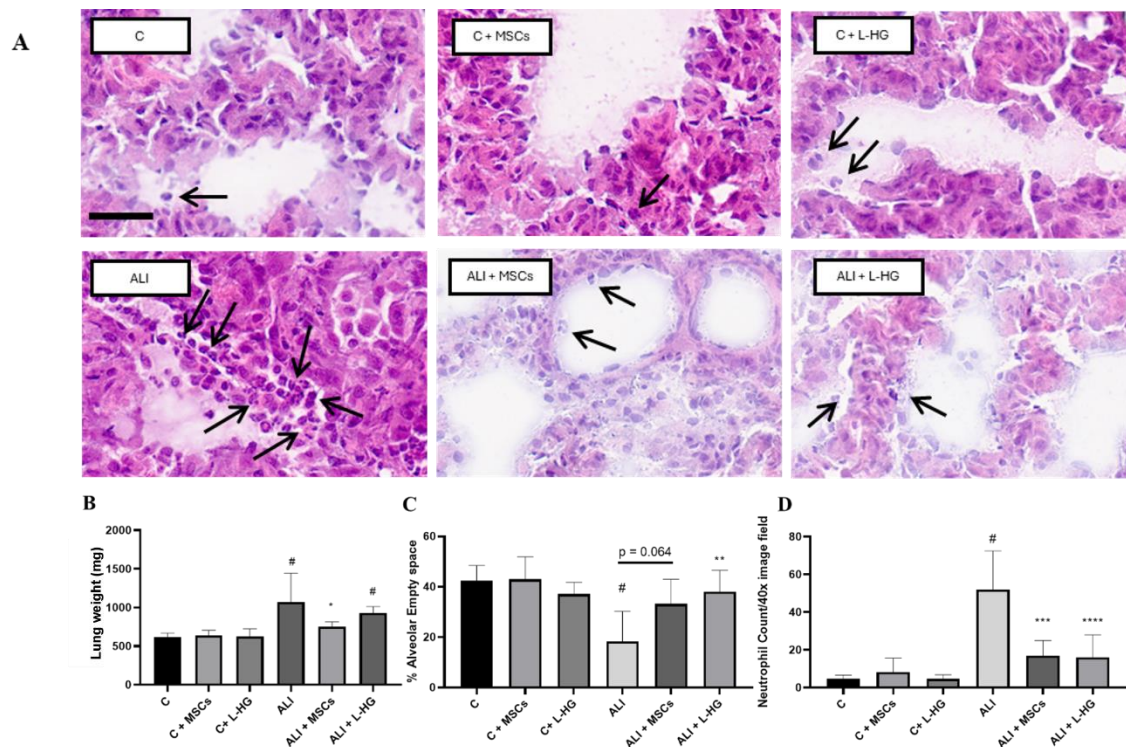 A
C
C + MSCs
C + L-HG
ALI
ALI + MSCs
ALI + L-HG
B
Lung weight (mg)
2000
1500
1000
500
0
#
*
#
C
C + MSCs
C+ L-HG
ALI
ALI + MSCs
ALI + L-HG
C
% Alveolar Empty space
60
40
20
0
p = 0.064
#
**
C
C + MSCs
C+ L-HG
ALI
ALI + MSCs
ALI + L-HG
D
Neutrophil Count/40x image field
80
60
40
20
0
#
***
****
C
C + MSCs
C+ L-HG
ALI
ALI + MSCs
ALI + L-HG